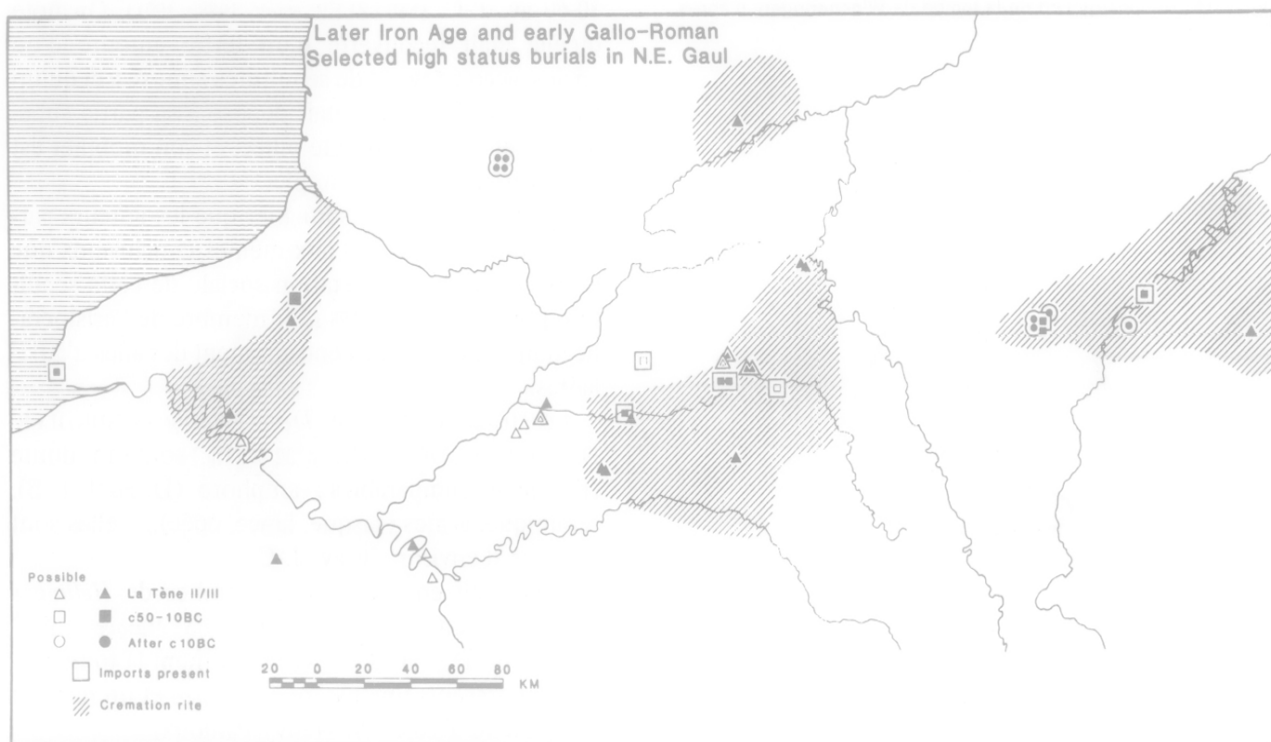 Later Iron Age and early Gallo-Roman
Selected high status burials in N.E. Gaul
Possible
La Tène II/III
c50-10BC
After c10BC
Imports present
Cremation rite
20 0 20 40 60 80
KM